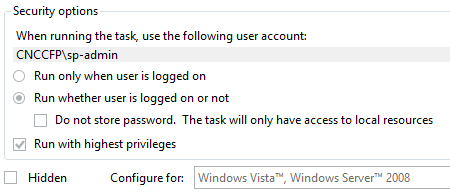 Security options
When running the task, use the following user account:
CNCCFP\sp-admin
Run only when user is logged on
Run whether user is logged on or not
Do not store password. The task will only have access to local resources
Run with highest privileges
Hidden Configure for: Windows Vista™, Windows Server™ 2008